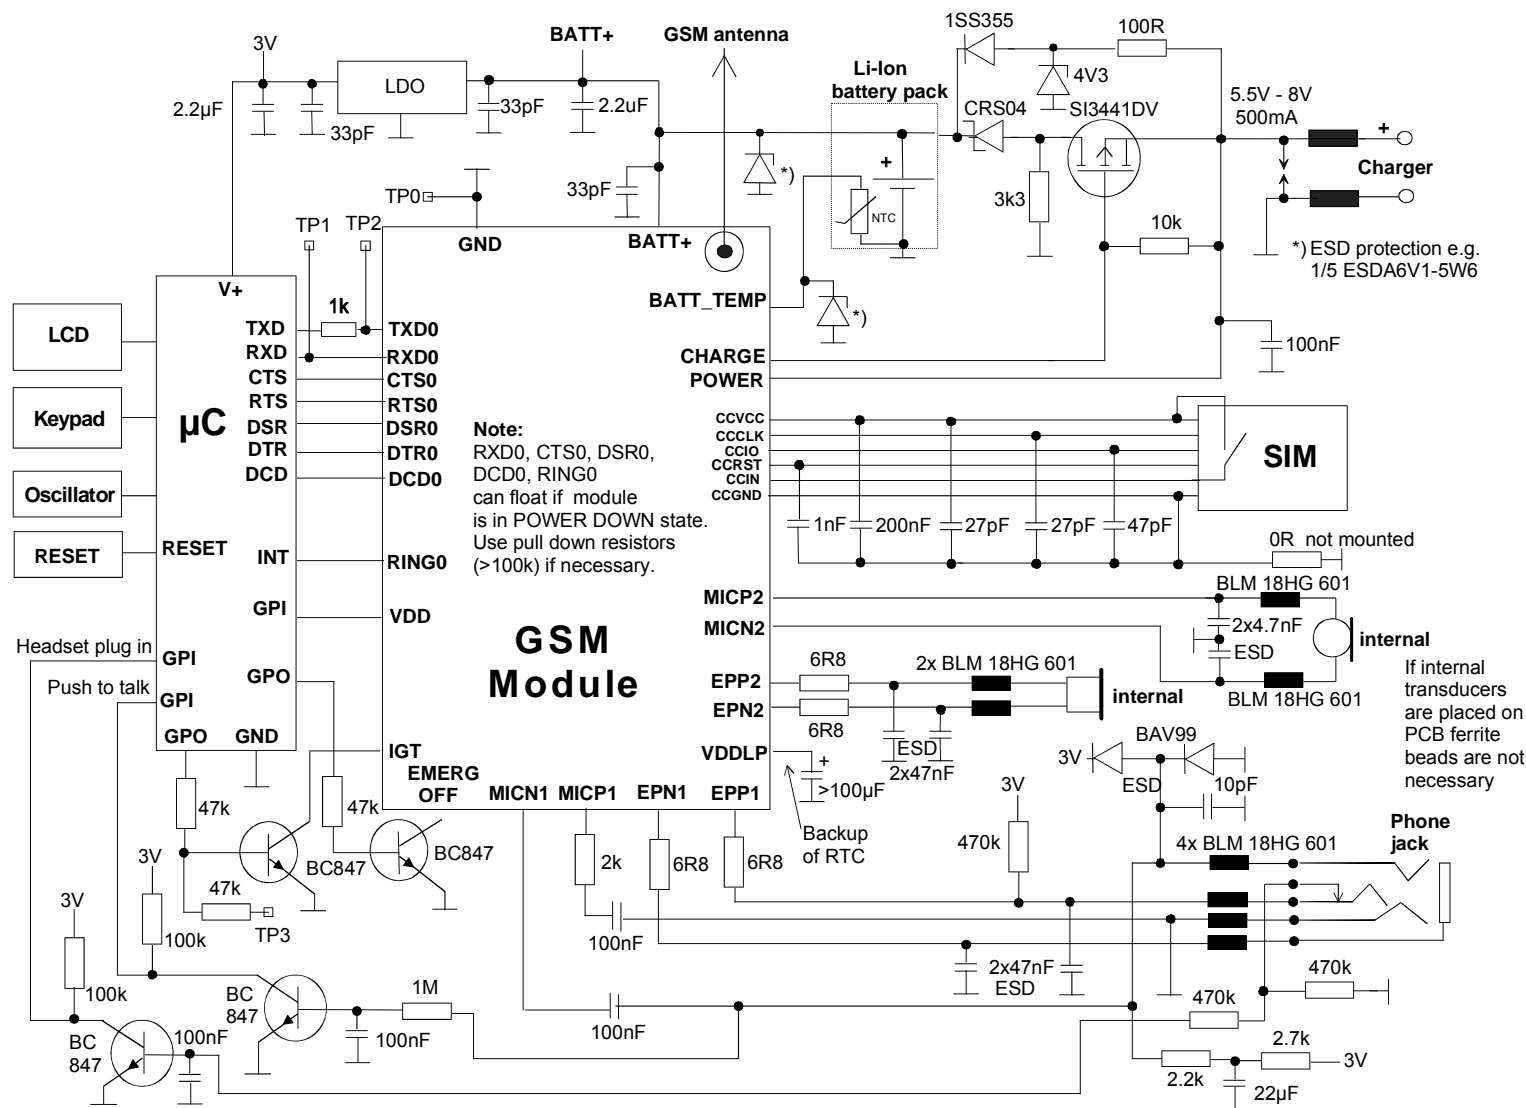 1SS355
100R
BATT+
GSM antenna
3V
LDO
Li-Ion
battery pack
4V3
2.2µF
33pF
33pF
2.2uF
CRS04
SI3441DV
5.5V - 8V
500mA
+
+
*)
Charger
33pF
TP0
3k3
NTC
10k
TP1
TP2
GND
BATT+
*) ESD protection e.g.
1/5 ESDA6V1-5W6
V+
1k
BATT_TEMP
*)
LCD
TXD
TXD0
RXD
RXD0
CHARGE
100nF
CTS
CTS0
POWER
Keypad
µC
RTS
RTS0
DSR
DSR0
DTR
DTR0
DCD
DCD0
Note:
RXD0, CTS0, DSR0,
DCD0, RING0
can float if module
is in POWER DOWN state.
Use pull down resistors
(>100k) if necessary.
CCVCC
CCCLK
CCIO
CCRST
CCIN
CCGND
SIM
Oscillator
1nF
200nF
27pF
27pF
47pF
RESET
RESET
INT
RING0
0R not mounted
BLM 18HG 601
MICP2
GPI
VDD
2x4.7nF
MICN2
GSM
Module
ESD
internal
Headset plug in
GPI
6R8
2x BLM 18HG 601
If internal
transducers
are placed on
PCB ferrite
beads are not
necessary
GPO
EPP2
internal
BLM 18HG 601
Push to talk
GPI
EPN2
6R8
GPO
GND
IGT
ESD
2x47nF
BAV99
3V
ESD
VDDLP
+
>100µF
10pF
EMERG
OFF
MICN1
MICP1
EPN1
EPP1
3V
47k
47k
Backup
of RTC
Phone
jack
470k
4x BLM 18HG 601
BC847
BC847
2k
6R8
6R8
3V
47k
3V
TP3
100k
100nF
2x47nF
ESD
470k
100k
1M
BC
847
470k
100nF
BC
847
100nF
100nF
2.7k
3V
2.2k
22µF